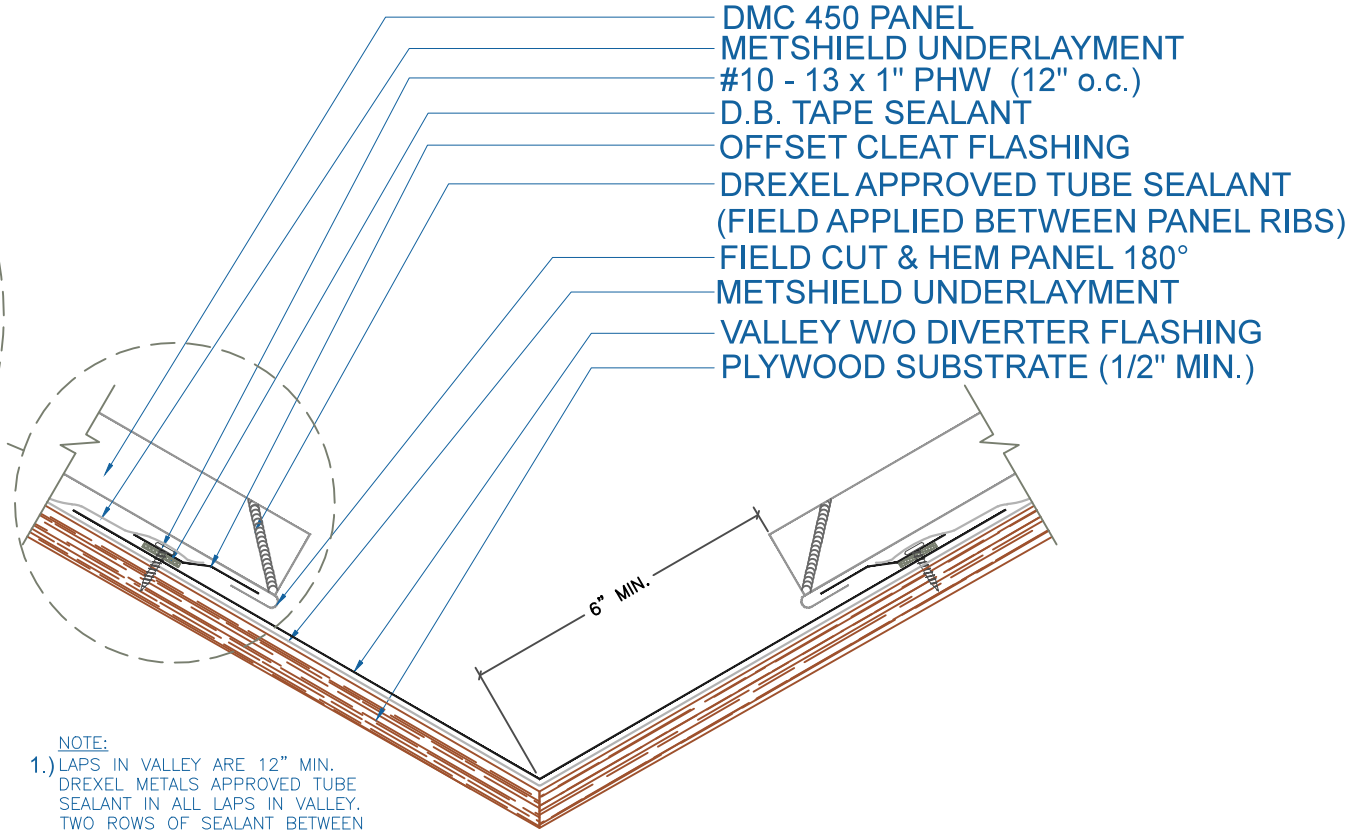 DMC 450 PANEL
METSHIELD UNDERLAYMENT
#10 - 13 x 1" PHW (12" o.c.)
D.B. TAPE SEALANT
OFFSET CLEAT FLASHING
DREXEL APPROVED TUBE SEALANT
(FIELD APPLIED BETWEEN PANEL RIBS)
FIELD CUT & HEM PANEL 180°
METSHIELD UNDERLAYMENT
VALLEY W/O DIVERTER FLASHING
PLYWOOD SUBSTRATE (1/2" MIN.)
6" MIN.
NOTE:
1.) LAPS IN VALLEY ARE 12" MIN.
DREXEL METALS APPROVED TUBE
SEALANT IN ALL LAPS IN VALLEY.
TWO ROWS OF SEALANT BETWEEN